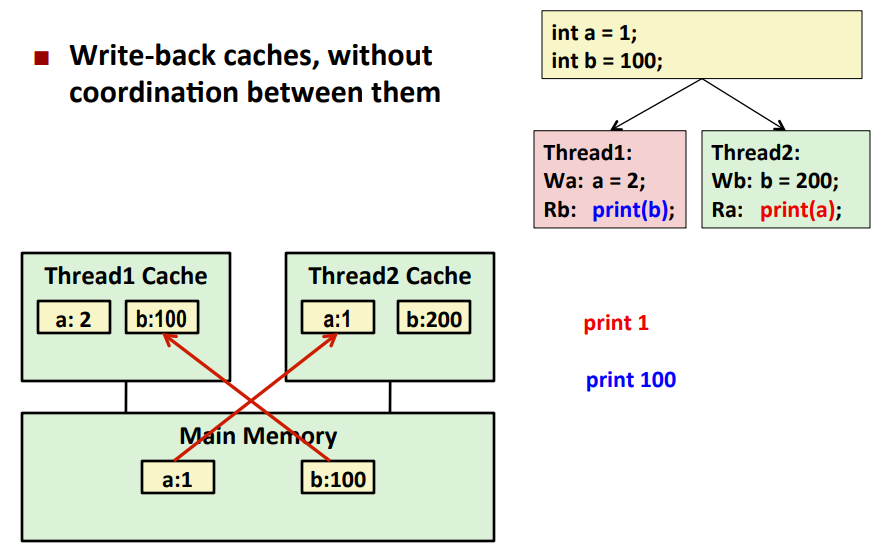 Write-back caches, without
coordination between them
int a = 1;
int b = 100;
Thread1:
Wa: a = 2;
Rb: print(b);
Thread2:
Wb: b = 200;
Ra: print(a);
Thread1 Cache
a: 2
b:100
Thread2 Cache
a:1
b:200
print 1
print 100
Main Memory
a:1
b:100